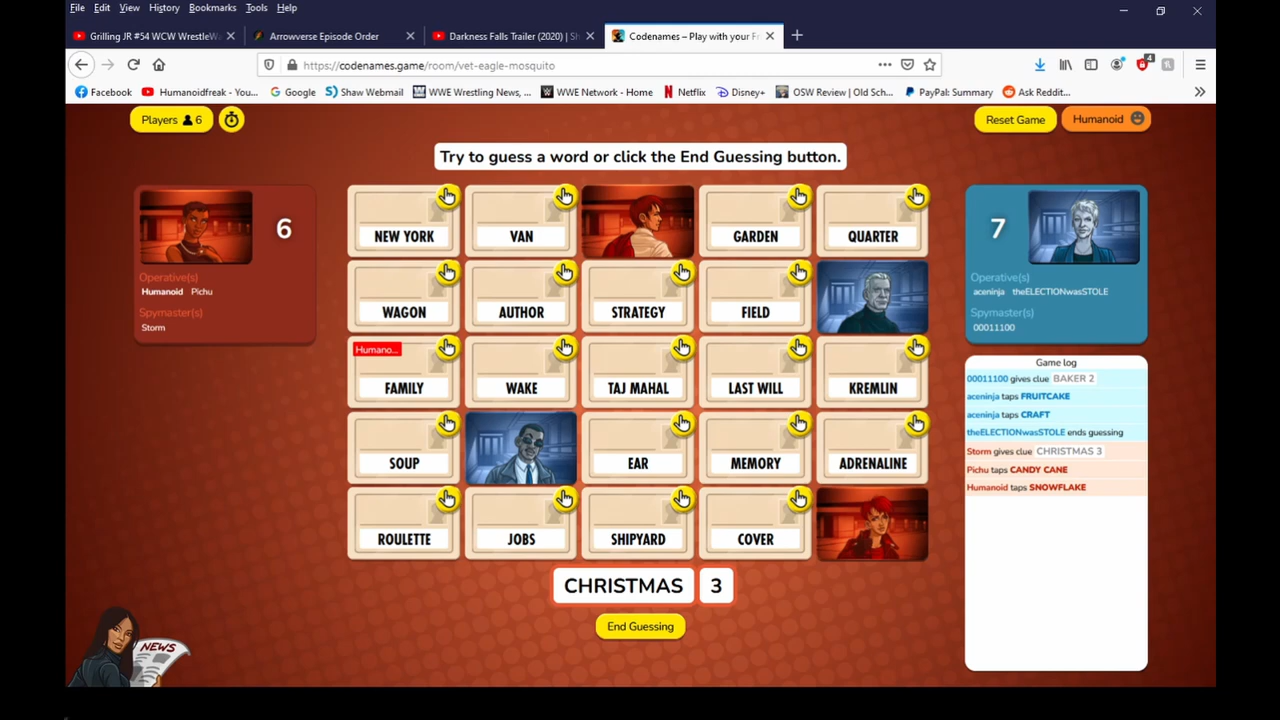 File Edit View History Bookmarks Tools Help
Grilling JR #54 WCW WrestleWa
Arrowverse Episode Order
Darkness Falls Trailer (2020) | S
Codenames – Play with your F
https://codenames.game/room/vet-eagle-mosquito
4
Facebook Humanoidfreak - You... Google Shaw Webmail WWE Wrestling News, ... WWE Network - Home Netflix Disney+ OSW Review | Old Sch... PayPal: Summary Ask Reddit...
Players 6
Reset Game
Humanoid
Try to guess a word or click the End Guessing button.
6
Operative(s)
Humanoid Pichu
Spymaster(s)
Storm
NEW YORK VAN GARDEN QUARTER
WAGON AUTHOR STRATEGY FIELD
Humano...
FAMILY WAKE TAJ MAHAL LAST WILL KREMLIN
SOUP EAR MEMORY ADRENALINE
ROULETTE JOBS SHIPYARD COVER
CHRISTMAS 3
End Guessing
NEWS
7
Operative(s)
aceninja theELECTIONwasSTOLE
Spymaster(s)
00011100
Game log
00011100 gives clue BAKER 2
aceninja taps FRUITCAKE
aceninja taps CRAFT
theELECTIONwasSTOLE ends guessing
Storm gives clue CHRISTMAS 3
Pichu taps CANDY CANE
Humanoid taps SNOWFLAKE